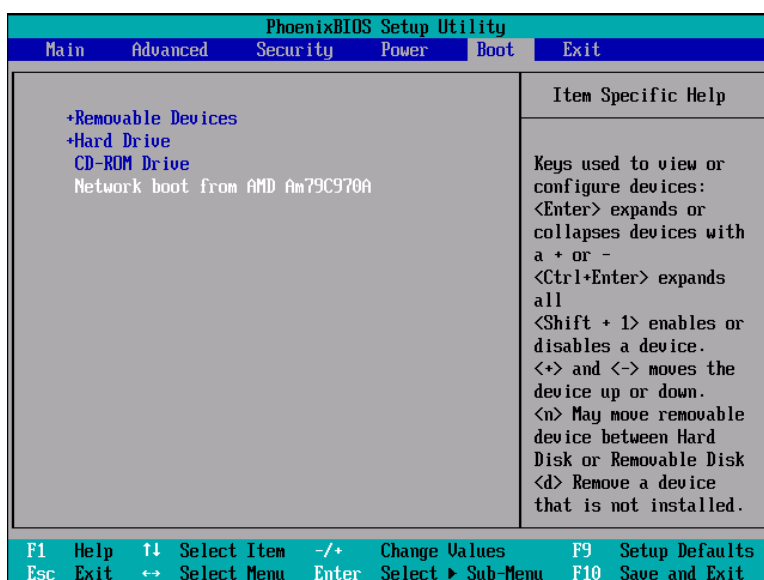 PhoenixBIOS Setup Utility
Main Advanced Security Power Boot Exit
+Removable Devices
+Hard Drive
CD-ROM Drive
Network boot from AMD Am79C970A
Item Specific Help
Keys used to view or
configure devices:
<Enter> expands or
collapses devices with
a + or -
<Ctrl+Enter> expands
all
<Shift + 1> enables or
disables a device.
<+> and <-> moves the
device up or down.
<n> May move removable
device between Hard
Disk or Removable Disk
<d> Remove a device
that is not installed.
F1 Help ↑↓ Select Item -/+ Change Values F9 Setup Defaults
Esc Exit ↔ Select Menu Enter Select ▶ Sub-Menu F10 Save and Exit